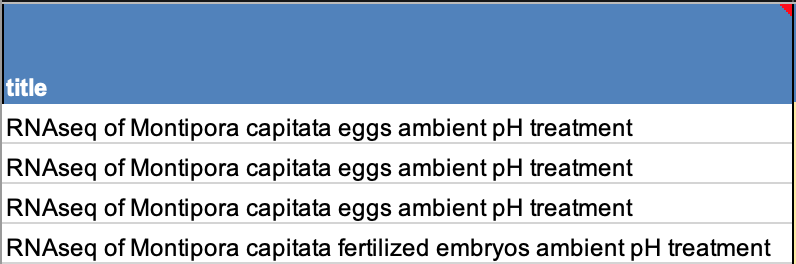 title
RNAseq of Montipora capitata eggs ambient pH treatment
RNAseq of Montipora capitata eggs ambient pH treatment
RNAseq of Montipora capitata eggs ambient pH treatment
RNAseq of Montipora capitata fertilized embryos ambient pH treatment